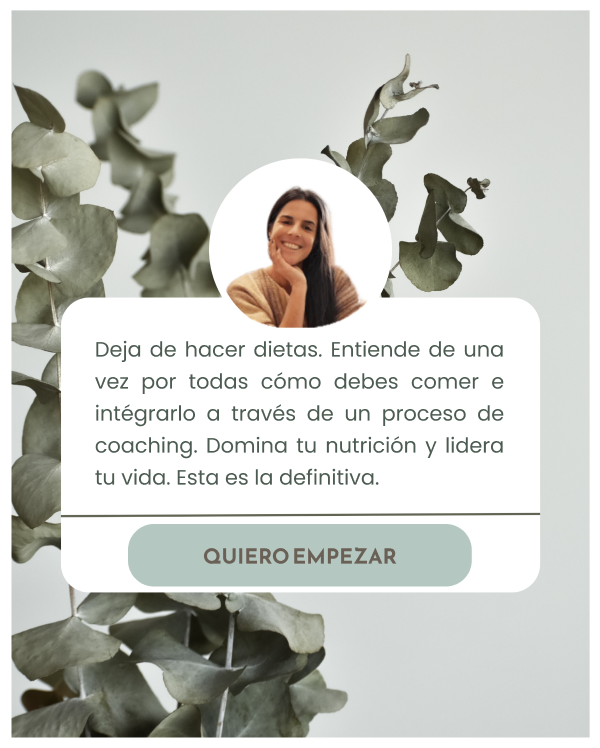 Deja de hacer dietas. Entiende de una
vez por todas cómo debes comer e
intégrarlo a través de un proceso de
coaching. Domina tu nutrición y lidera
tu vida. Esta es la definitiva.
QUIERO EMPEZAR